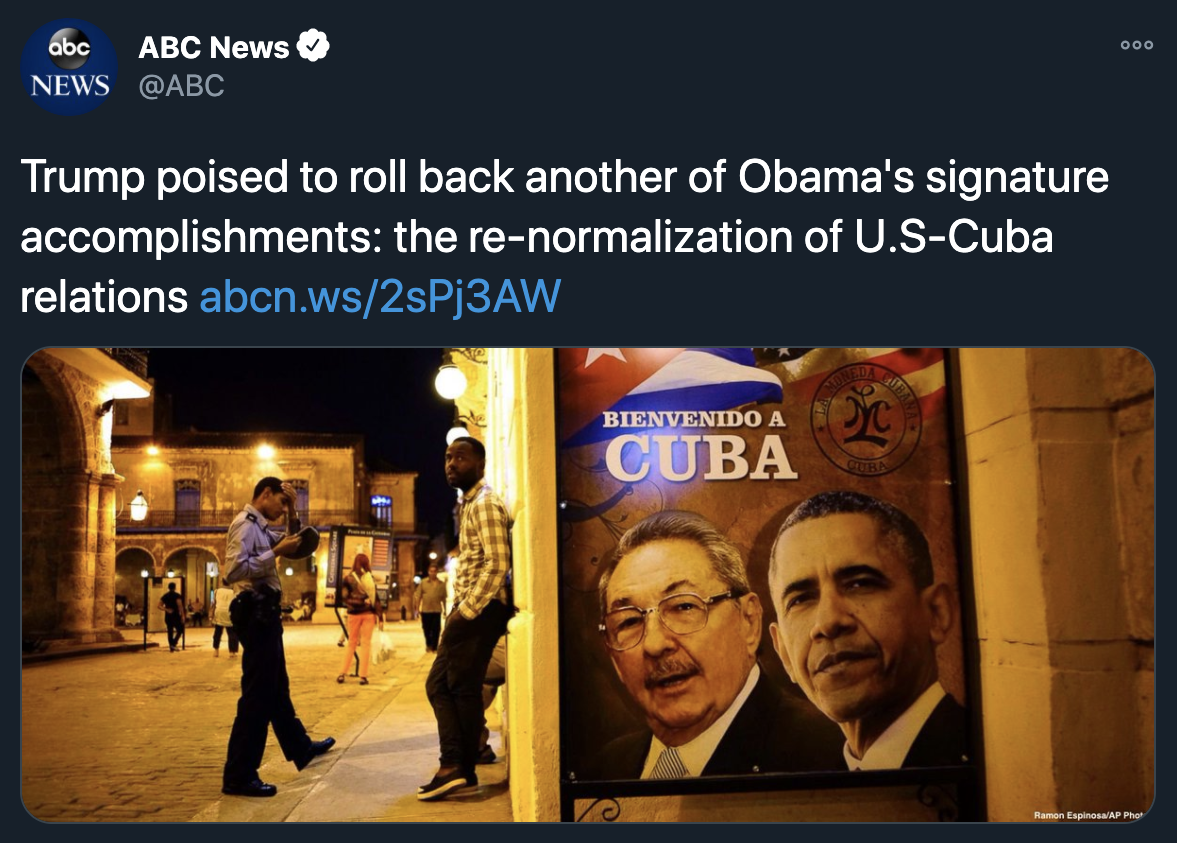 abc
NEWS
ABC News
@ABC
Trump poised to roll back another of Obama's signature
accomplishments: the re-normalization of U.S-Cuba
relations abcn.ws/2sPj3AW
BIENVENIDO A
CUBA
LA MONEDA CUBANA
CUBA
Ramon Espinosa/AP Phot